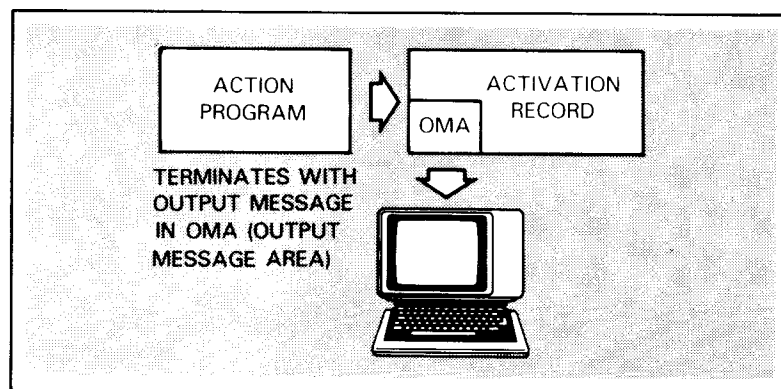 ACTION
PROGRAM
ACTIVATION
RECORD
OMA
TERMINATES WITH
OUTPUT MESSAGE
IN OMA (OUTPUT
MESSAGE AREA)